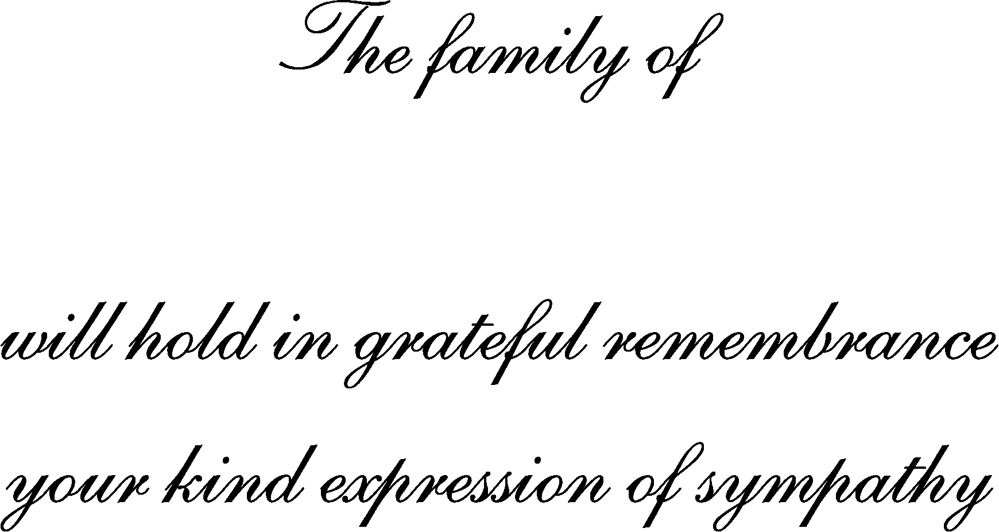 The family of
will hold in grateful remembrance
your kind expression of sympathy